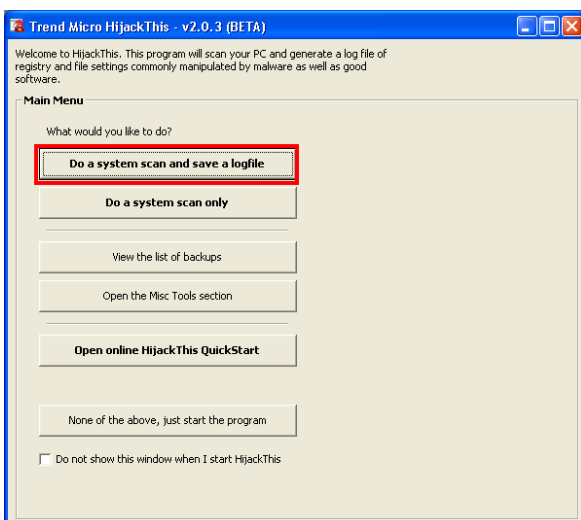 Trend Micro HijackThis - v2.0.3 (BETA)
Welcome to HijackThis. This program will scan your PC and generate a log file of
registry and file settings commonly manipulated by malware as well as good
software.
Main Menu
What would you like to do?
Do a system scan and save a logfile
Do a system scan only
View the list of backups
Open the Misc Tools section
Open online HijackThis QuickStart
None of the above, just start the program
Do not show this window when I start HijackThis